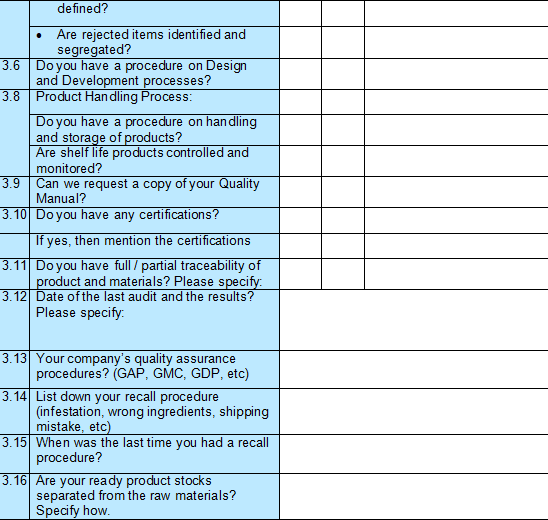 defined?
• Are rejected items identified and
segregated?
3.6 Do you have a procedure on Design
and Development processes?
3.8 Product Handling Process:
Do you have a procedure on handling
and storage of products?
Are shelf life products controlled and
monitored?
3.9 Can we request a copy of your Quality
Manual?
3.10 Do you have any certifications?
If yes, then mention the certifications
3.11 Do you have full / partial traceability of
product and materials? Please specify:
3.12 Date of the last audit and the results?
Please specify:
3.13 Your company's quality assurance
procedures? (GAP, GMC, GDP, etc)
3.14 List down your recall procedure
(infestation, wrong ingredients, shipping
mistake, etc)
3.15 When was the last time you had a recall
procedure?
3.16 Are your ready product stocks
separated from the raw materials?
Specify how.